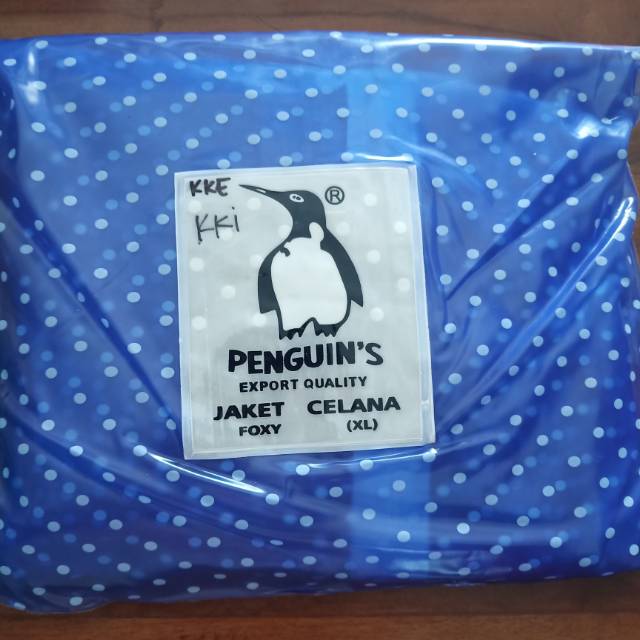 KKE
KKi
®
PENGUIN'S
EXPORT QUALITY
JAKET CELANA
FOXY (XL)